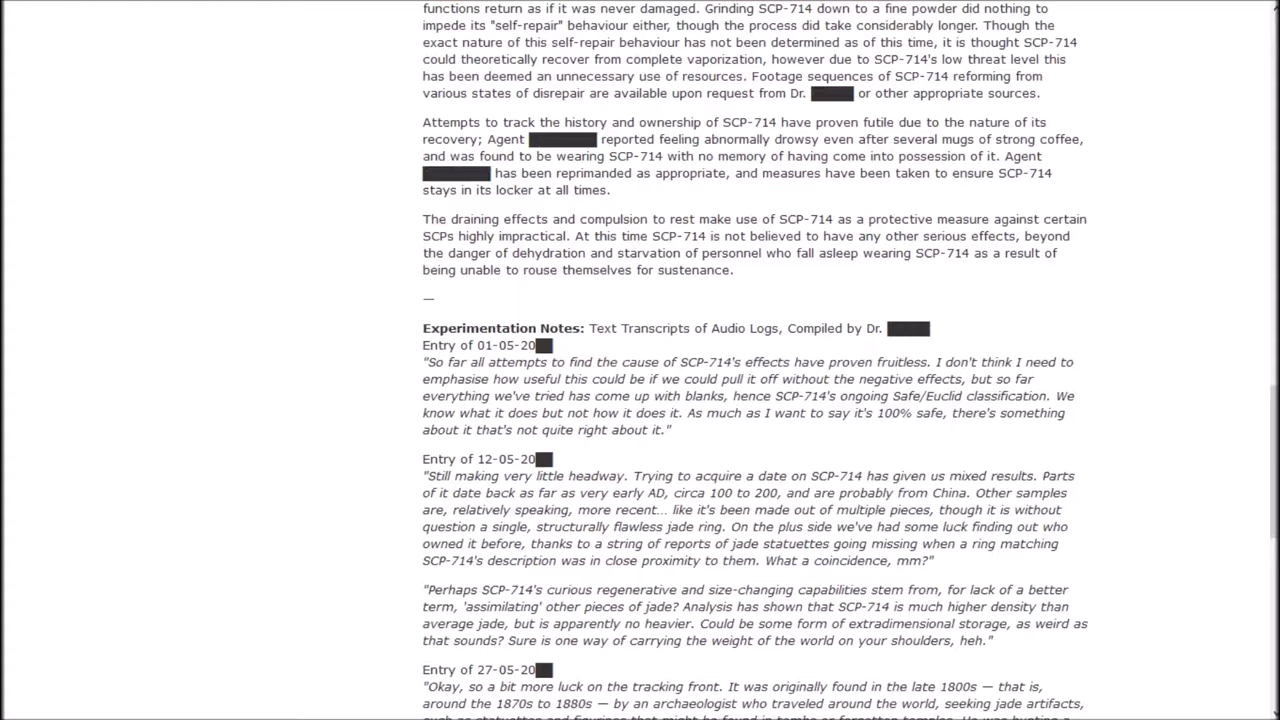 functions return as if it was never damaged. Grinding SCP-714 down to a fine powder did nothing to
impede its "self-repair" behaviour either, though the process did take considerably longer. Though the
exact nature of this self-repair behaviour has not been determined as of this time, it is thought SCP-714
could theoretically recover from complete vaporization, however due to SCP-714's low threat level this
has been deemed an unnecessary use of resources. Footage sequences of SCP-714 reforming from
various states of disrepair are available upon request from Dr. ████ or other appropriate sources.
Attempts to track the history and ownership of SCP-714 have proven futile due to the nature of its
recovery; Agent ██████ reported feeling abnormally drowsy even after several mugs of strong coffee,
and was found to be wearing SCP-714 with no memory of having come into possession of it. Agent
██████ has been reprimanded as appropriate, and measures have been taken to ensure SCP-714
stays in its locker at all times.
The draining effects and compulsion to rest make use of SCP-714 as a protective measure against certain
SCPs highly impractical. At this time SCP-714 is not believed to have any other serious effects, beyond
the danger of dehydration and starvation of personnel who fall asleep wearing SCP-714 as a result of
being unable to rouse themselves for sustenance.
—
Experimentation Notes: Text Transcripts of Audio Logs, Compiled by Dr. ████
Entry of 01-05-20██
"So far all attempts to find the cause of SCP-714's effects have proven fruitless. I don't think I need to
emphasise how useful this could be if we could pull it off without the negative effects, but so far
everything we've tried has come up with blanks, hence SCP-714's ongoing Safe/Euclid classification. We
know what it does but not how it does it. As much as I want to say it's 100% safe, there's something
about it that's not quite right about it."
Entry of 12-05-20██
"Still making very little headway. Trying to acquire a date on SCP-714 has given us mixed results. Parts
of it date back as far as very early AD, circa 100 to 200, and are probably from China. Other samples
are, relatively speaking, more recent… like it's been made out of multiple pieces, though it is without
question a single, structurally flawless jade ring. On the plus side we've had some luck finding out who
owned it before, thanks to a string of reports of jade statuettes going missing when a ring matching
SCP-714's description was in close proximity to them. What a coincidence, mm?"
"Perhaps SCP-714's curious regenerative and size-changing capabilities stem from, for lack of a better
term, 'assimilating' other pieces of jade? Analysis has shown that SCP-714 is much higher density than
average jade, but is apparently no heavier. Could be some form of extradimensional storage, as weird as
that sounds? Sure is one way of carrying the weight of the world on your shoulders, heh."
Entry of 27-05-20██
"Okay, so a bit more luck on the tracking front. It was originally found in the late 1800s — that is,
around the 1870s to 1880s — by an archaeologist who traveled around the world, seeking jade artifacts,